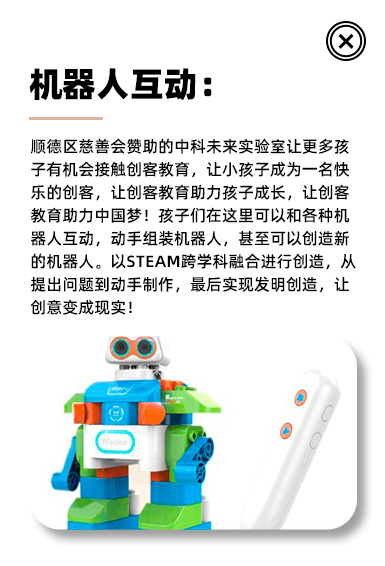 机器人互动：
顺德区慈善会赞助的中科未来实验室让更多孩
子有机会接触创客教育，让小孩子成为一名快
乐的创客，让创客教育助力孩子成长，让创客
教育助力中国梦！孩子们在这里可以和各种机
器人互动，动手组装机器人，甚至可以创造新
的机器人。以STEAM跨学科融合进行创造，从
提出问题到动手制作，最后实现发明创造，让
创意变成现实！